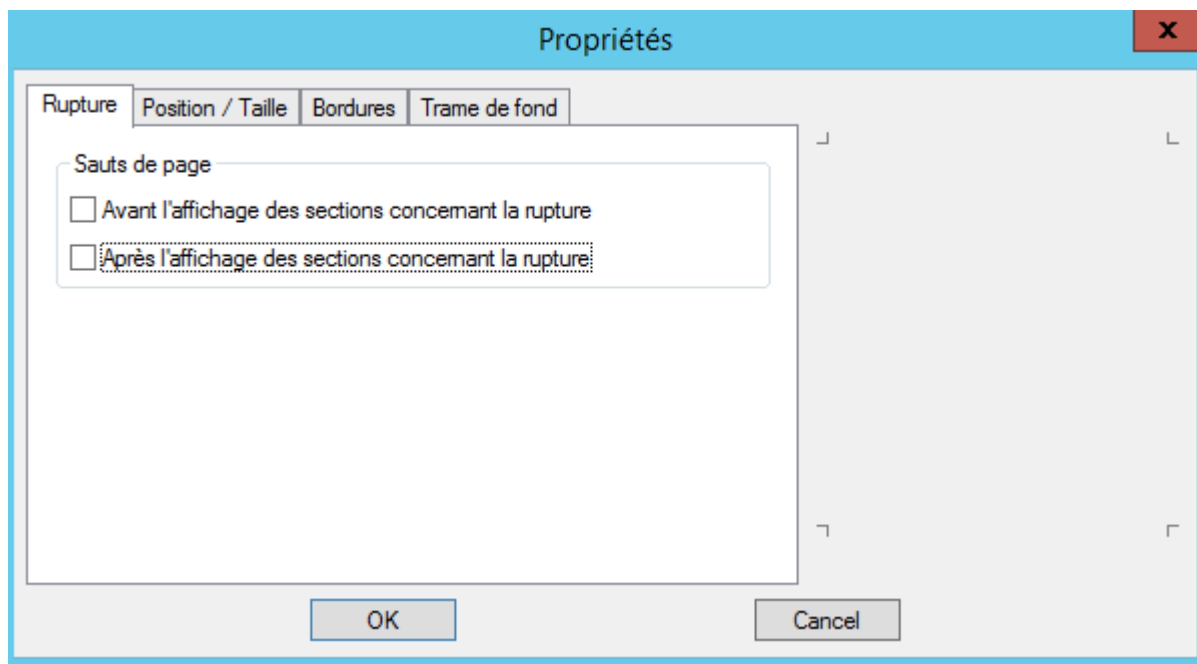 Propriétés
x
Rupture Position / Taille Bordures Trame de fond
Sauts de page
Avant l'affichage des sections concernant la rupture
Après l'affichage des sections concernant la rupture
OK Cancel